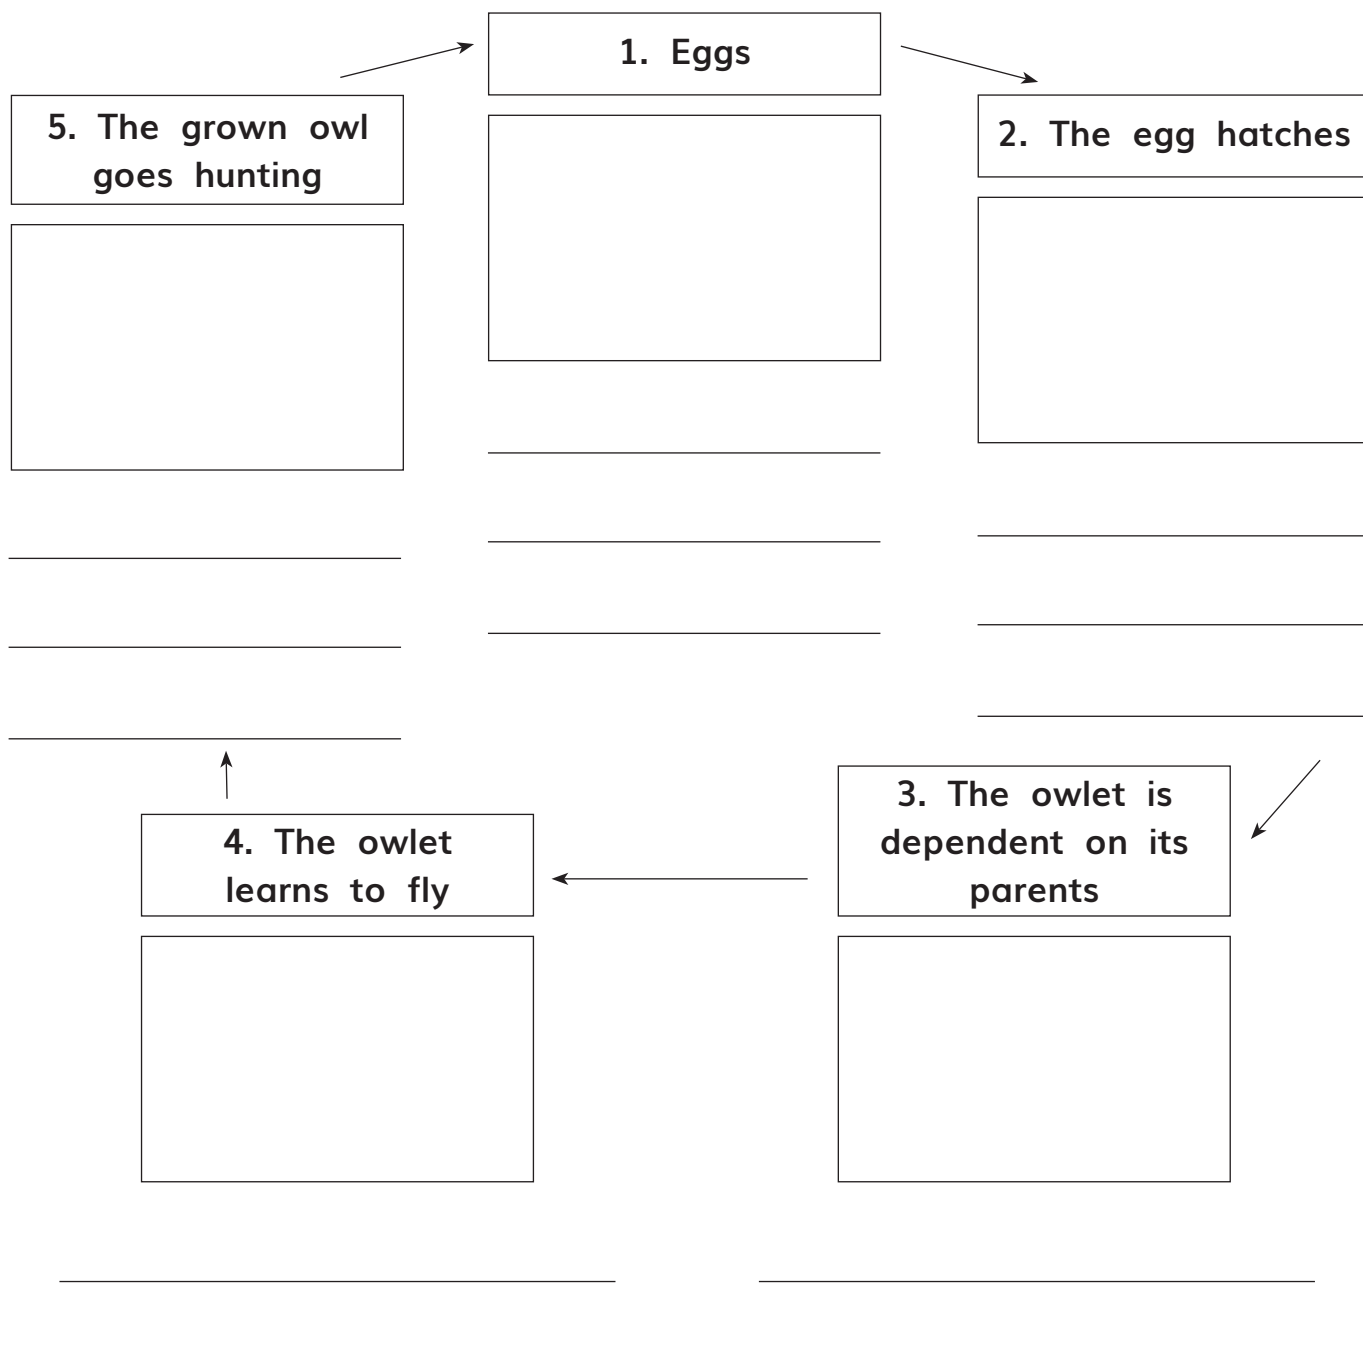 1. Eggs
2. The egg hatches
3. The owlet is
dependent on its
parents
4. The owlet
learns to fly
5. The grown owl
goes hunting